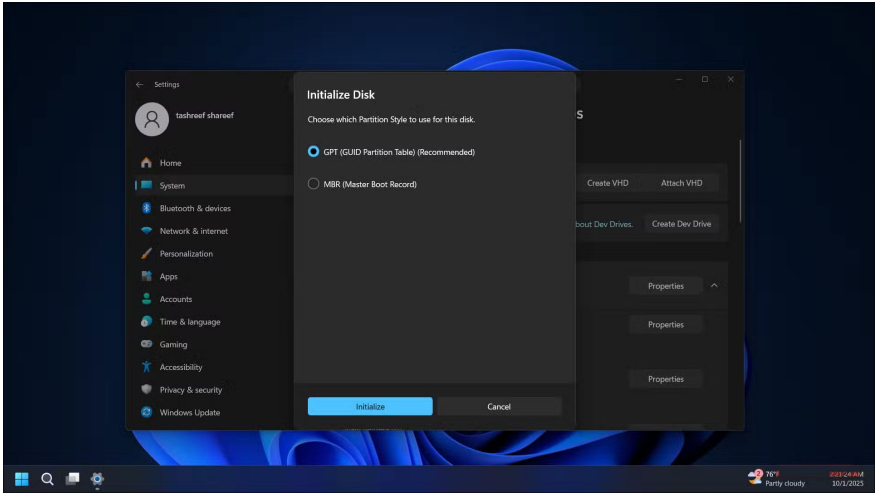 Settings
tashreef shareef
Home
System
Bluetooth & devices
Network & internet
Personalization
Apps
Accounts
Time & language
Gaming
Accessibility
Privacy & security
Windows Update
Initialize Disk
Choose which Partition Style to use for this disk.
GPT (GUID Partition Table) (Recommended)
MBR (Master Boot Record)
Initialize
Cancel
s
Create VHD
Attach VHD
bout Dev Drives.
Create Dev Drive
Properties
Properties
Properties
2
76°F
Partly cloudy
AM
10/1/2025